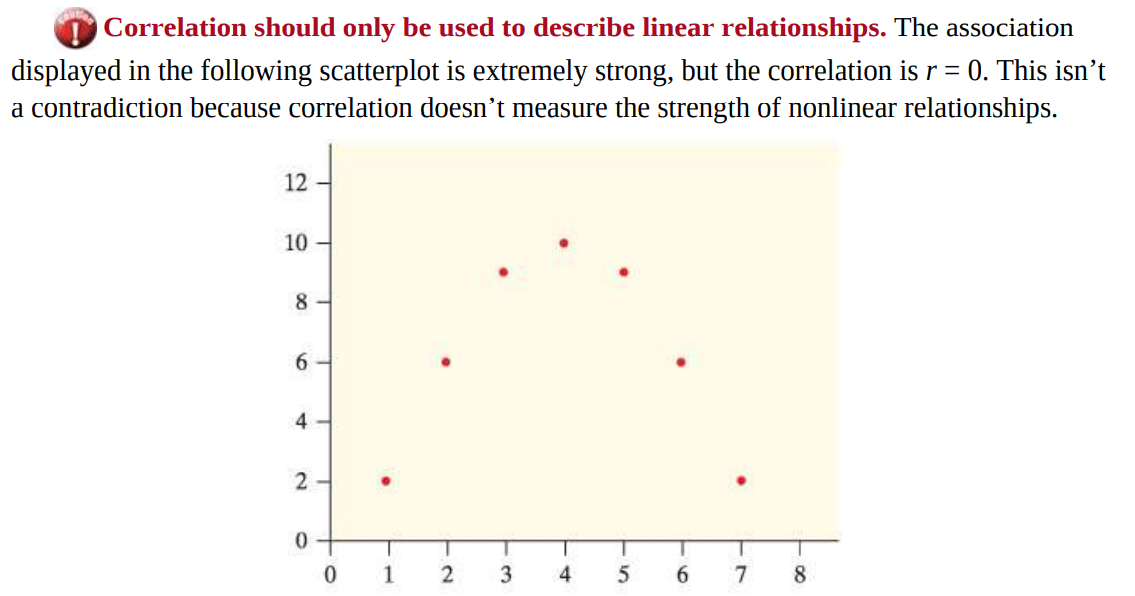 Correlation should only be used to describe linear relationships. The association
displayed in the following scatterplot is extremely strong, but the correlation is r = 0. This isn’t
a contradiction because correlation doesn’t measure the strength of nonlinear relationships.
12
10
8
6
4
2
0
0 1 2 3 4 5 6 7 8